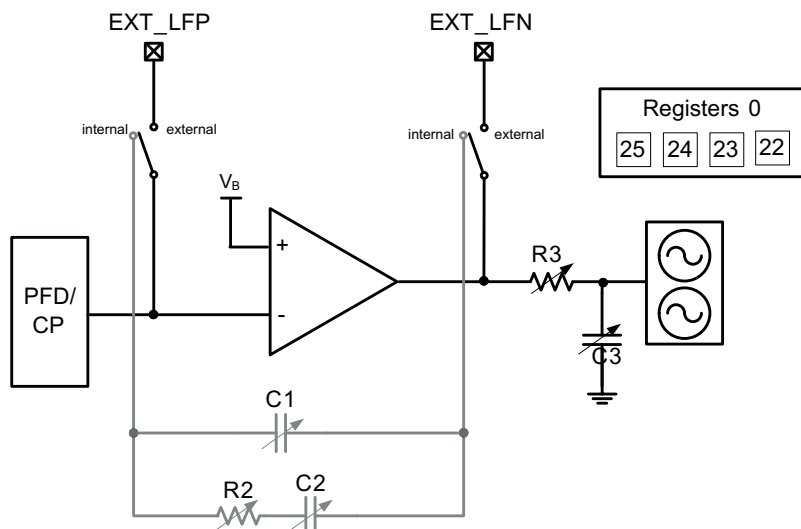 EXT_LFP
EXT_LFN
internal
external
internal
external
Registers 0
25 24 23 22
VB
+
-
PFD/
CP
R3
C3
C1
R2
C2